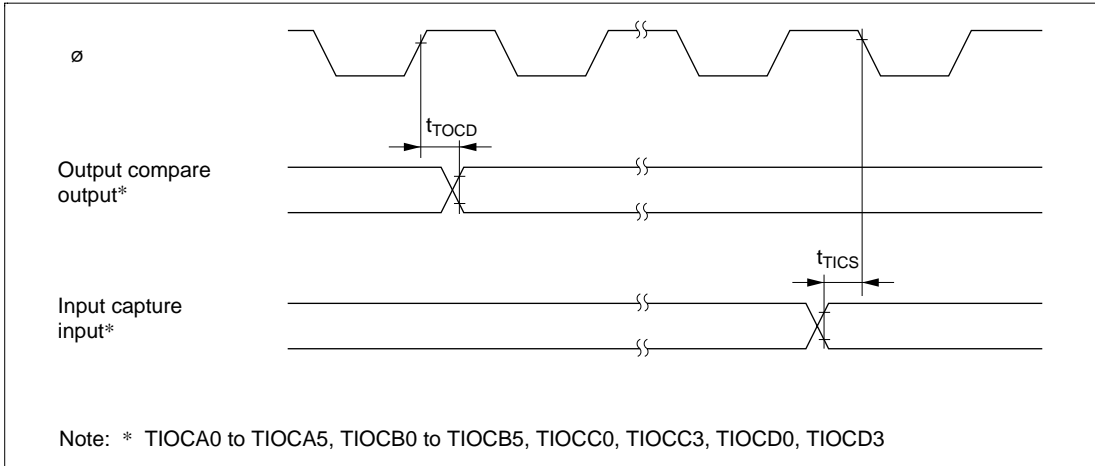 ø
tTOCD
Output compare
output*
tTICS
Input capture
input*
Note: * TIOCA0 to TIOCA5, TIOCB0 to TIOCB5, TIOCC0, TIOCC3, TIOCD0, TIOCD3